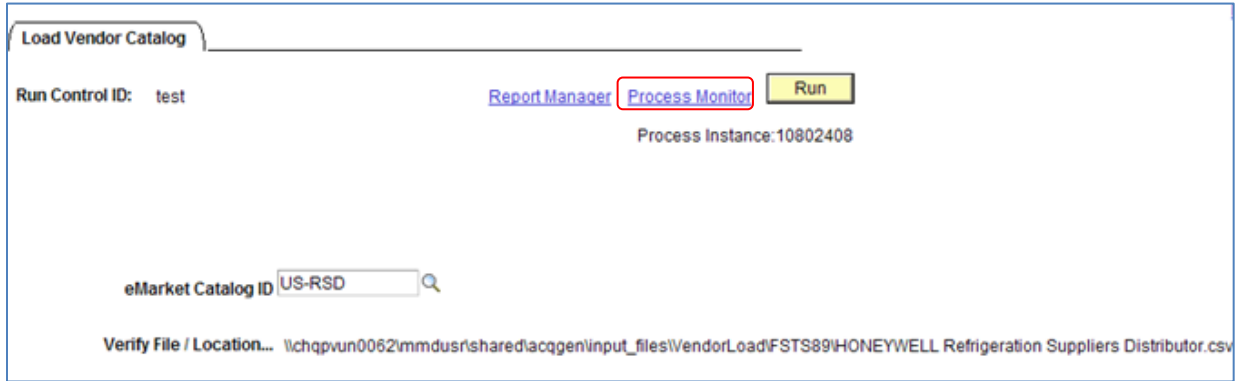 Load Vendor Catalog
Run Control ID: test Report Manager Process Monitor Run
Process Instance:10802408
eMarket Catalog ID US-RSD
Verify File / Location... \\chqpvun0062\mmdusr\shared\acqgen\input_files\VendorLoad\FSTS89\HONEYWELL Refrigeration Suppliers Distributor.csv